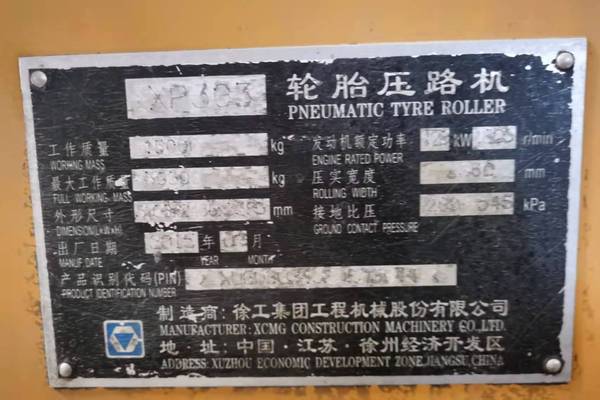 XP303 轮胎压路机
PNEUMATIC TYRE ROLLER
工作质量 kg
WORKING MASS
最大工作质量 kg
FULL WORKING MASS
外形尺寸 mm
DIMENSION(L×W×H)
出厂日期 2015 年 月
MANUF DATE YEAR MONTH
发动机额定功率 kW r/min
ENGINE RATED POWER
压实宽度 mm
ROLLING WIDTH
接地比压 kPa
GROUND CONTACT PRESSURE
产品识别代码(PIN)
PRODUCT IDENTIFICATION NUMBER
制造商: 徐工集团工程机械股份有限公司
MANUFACTURER: XCMG CONSTRUCTION MACHINERY CO.,LTD.
地·址: 中国·江苏·徐州经济开发区
ADDRESS: XUZHOU ECONOMIC DEVELOPMENT ZONE,JIANGSU,CHINA